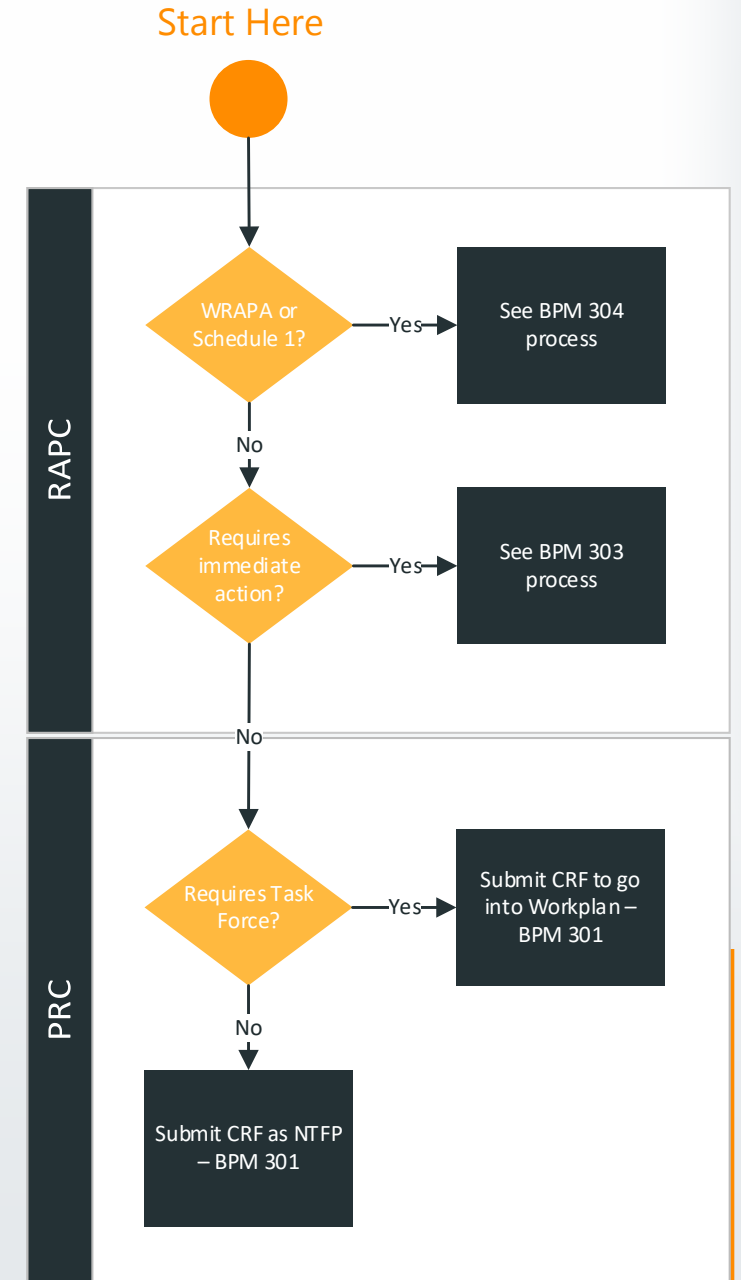 Start Here
RAPC
WRAPA or
Schedule 1?
Yes
See BPM 304
process
No
Requires
immediate
action?
Yes
See BPM 303
process
No
PRC
Requires Task
Force?
Yes
Submit CRF to go
into Workplan –
BPM 301
No
Submit CRF as NTFP
– BPM 301